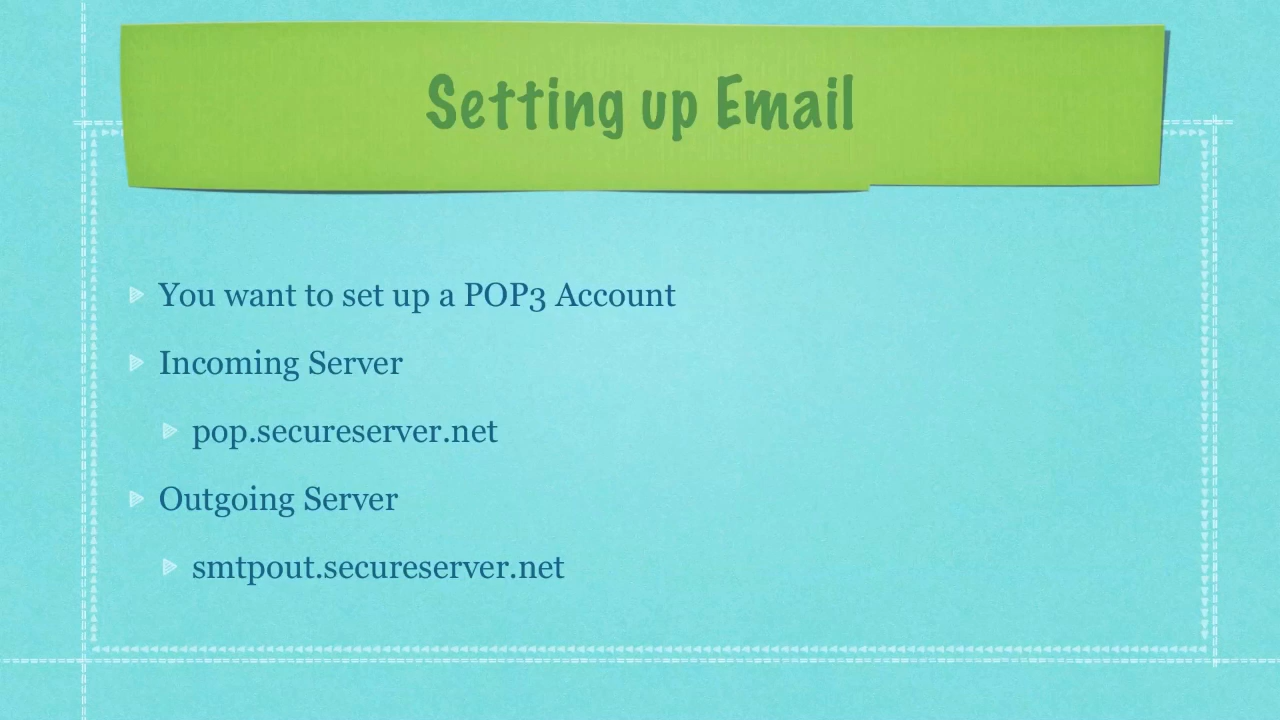 Setting up Email
You want to set up a POP3 Account
Incoming Server
pop.secureserver.net
Outgoing Server
smtpout.secureserver.net